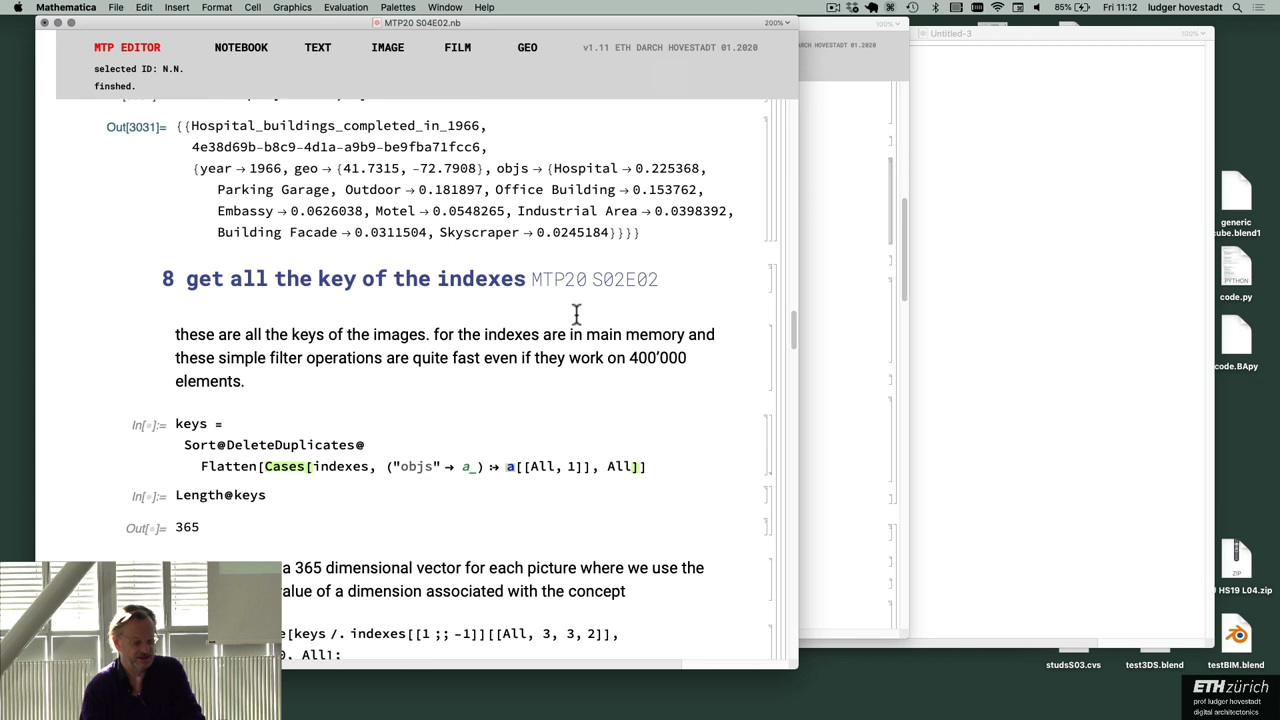 Mathematica File Edit Insert Format Cell Graphics Evaluation Palettes Window Help 85% Fri 11:12 ludger hovestadt
MTP20 S04E02.nb 200%
100%
Untitled-3 100%
MTP EDITOR NOTEBOOK TEXT IMAGE FILM GEO v1.11 ETH DARCH HOVESTADT 01.2020
DARCH HOVESTADT 01.2020
selected ID: N.N.
finshed.
Out[3031]= {{Hospital_buildings_completed_in_1966,
4e38d69b-b8c9-4d1a-a9b9-be9fba71fcc6,
{year → 1966, geo → {41.7315, -72.7908}, objs → {Hospital → 0.225368,
Parking Garage, Outdoor → 0.181897, Office Building → 0.153762,
Embassy → 0.0626038, Motel → 0.0548265, Industrial Area → 0.0398392,
Building Facade → 0.0311504, Skyscraper → 0.0245184}}}}
8 get all the key of the indexes MTP20 S02E02
these are all the keys of the images. for the indexes are in main memory and
these simple filter operations are quite fast even if they work on 400'000
elements.
In[◦]:= keys =
Sort@DeleteDuplicates@
Flatten[Cases[indexes, ("objs" → a_) :→ a[[All, 1]], All]]
In[◦]:= Length@keys
Out[◦]= 365
a 365 dimensional vector for each picture where we use the
value of a dimension associated with the concept
[keys /. indexes[[1 ;; -1]][[All, 3, 3, 2]],
All];
generic
cube.blend1
PYTHON
code.py
code.BApy
ZIP
HS19 L04.zip
studsS03.cvs test3DS.blend testBIM.blend
ETH zürich
prof ludger hovestadt
digital architectonics